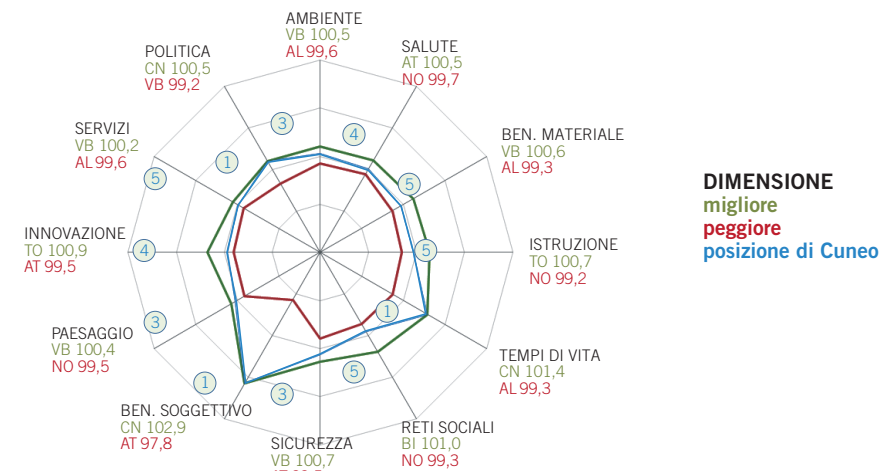 AMBIENTE
VB 100,5
AL 99,6
SALUTE
AT 100,5
NO 99,7
BEN. MATERIALE
VB 100,6
AL 99,3
ISTRUZIONE
TO 100,7
NO 99,2
TEMPI DI VITA
CN 101,4
AL 99,3
RETI SOCIALI
BI 101,0
NO 99,3
SICUREZZA
VB 100,7
BEN. SOGGETTIVO
CN 102,9
AT 97,8
PAESAGGIO
VB 100,4
NO 99,5
INNOVAZIONE
TO 100,9
AT 99,5
SERVIZI
VB 100,2
AL 99,6
POLITICA
CN 100,5
VB 99,2
3
4
5
5
1
5
3
1
3
4
5
1
DIMENSIONE
migliore
peggiore
posizione di Cuneo